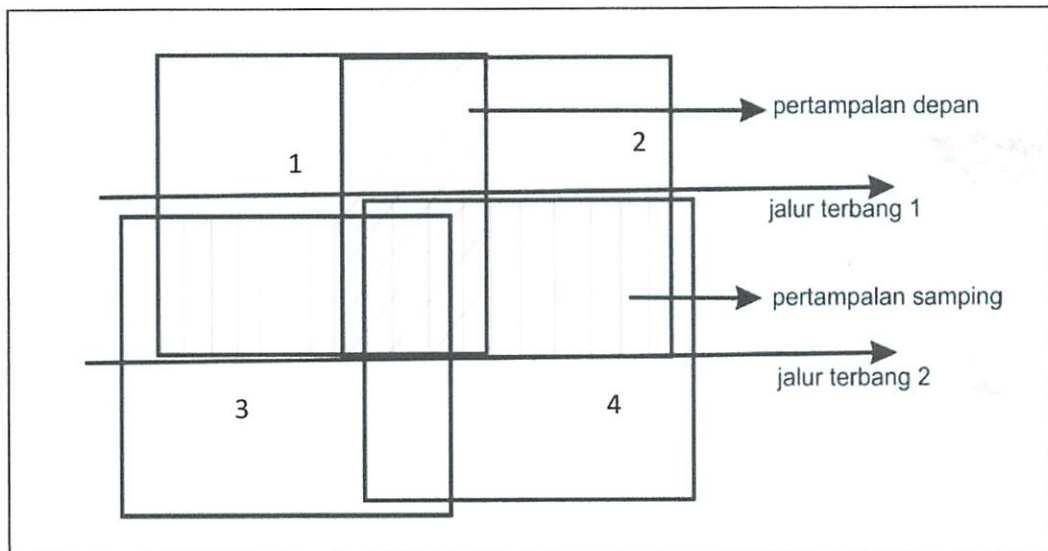 pertampalan depan
1
2
jalur terbang 1
pertampalan samping
jalur terbang 2
3
4